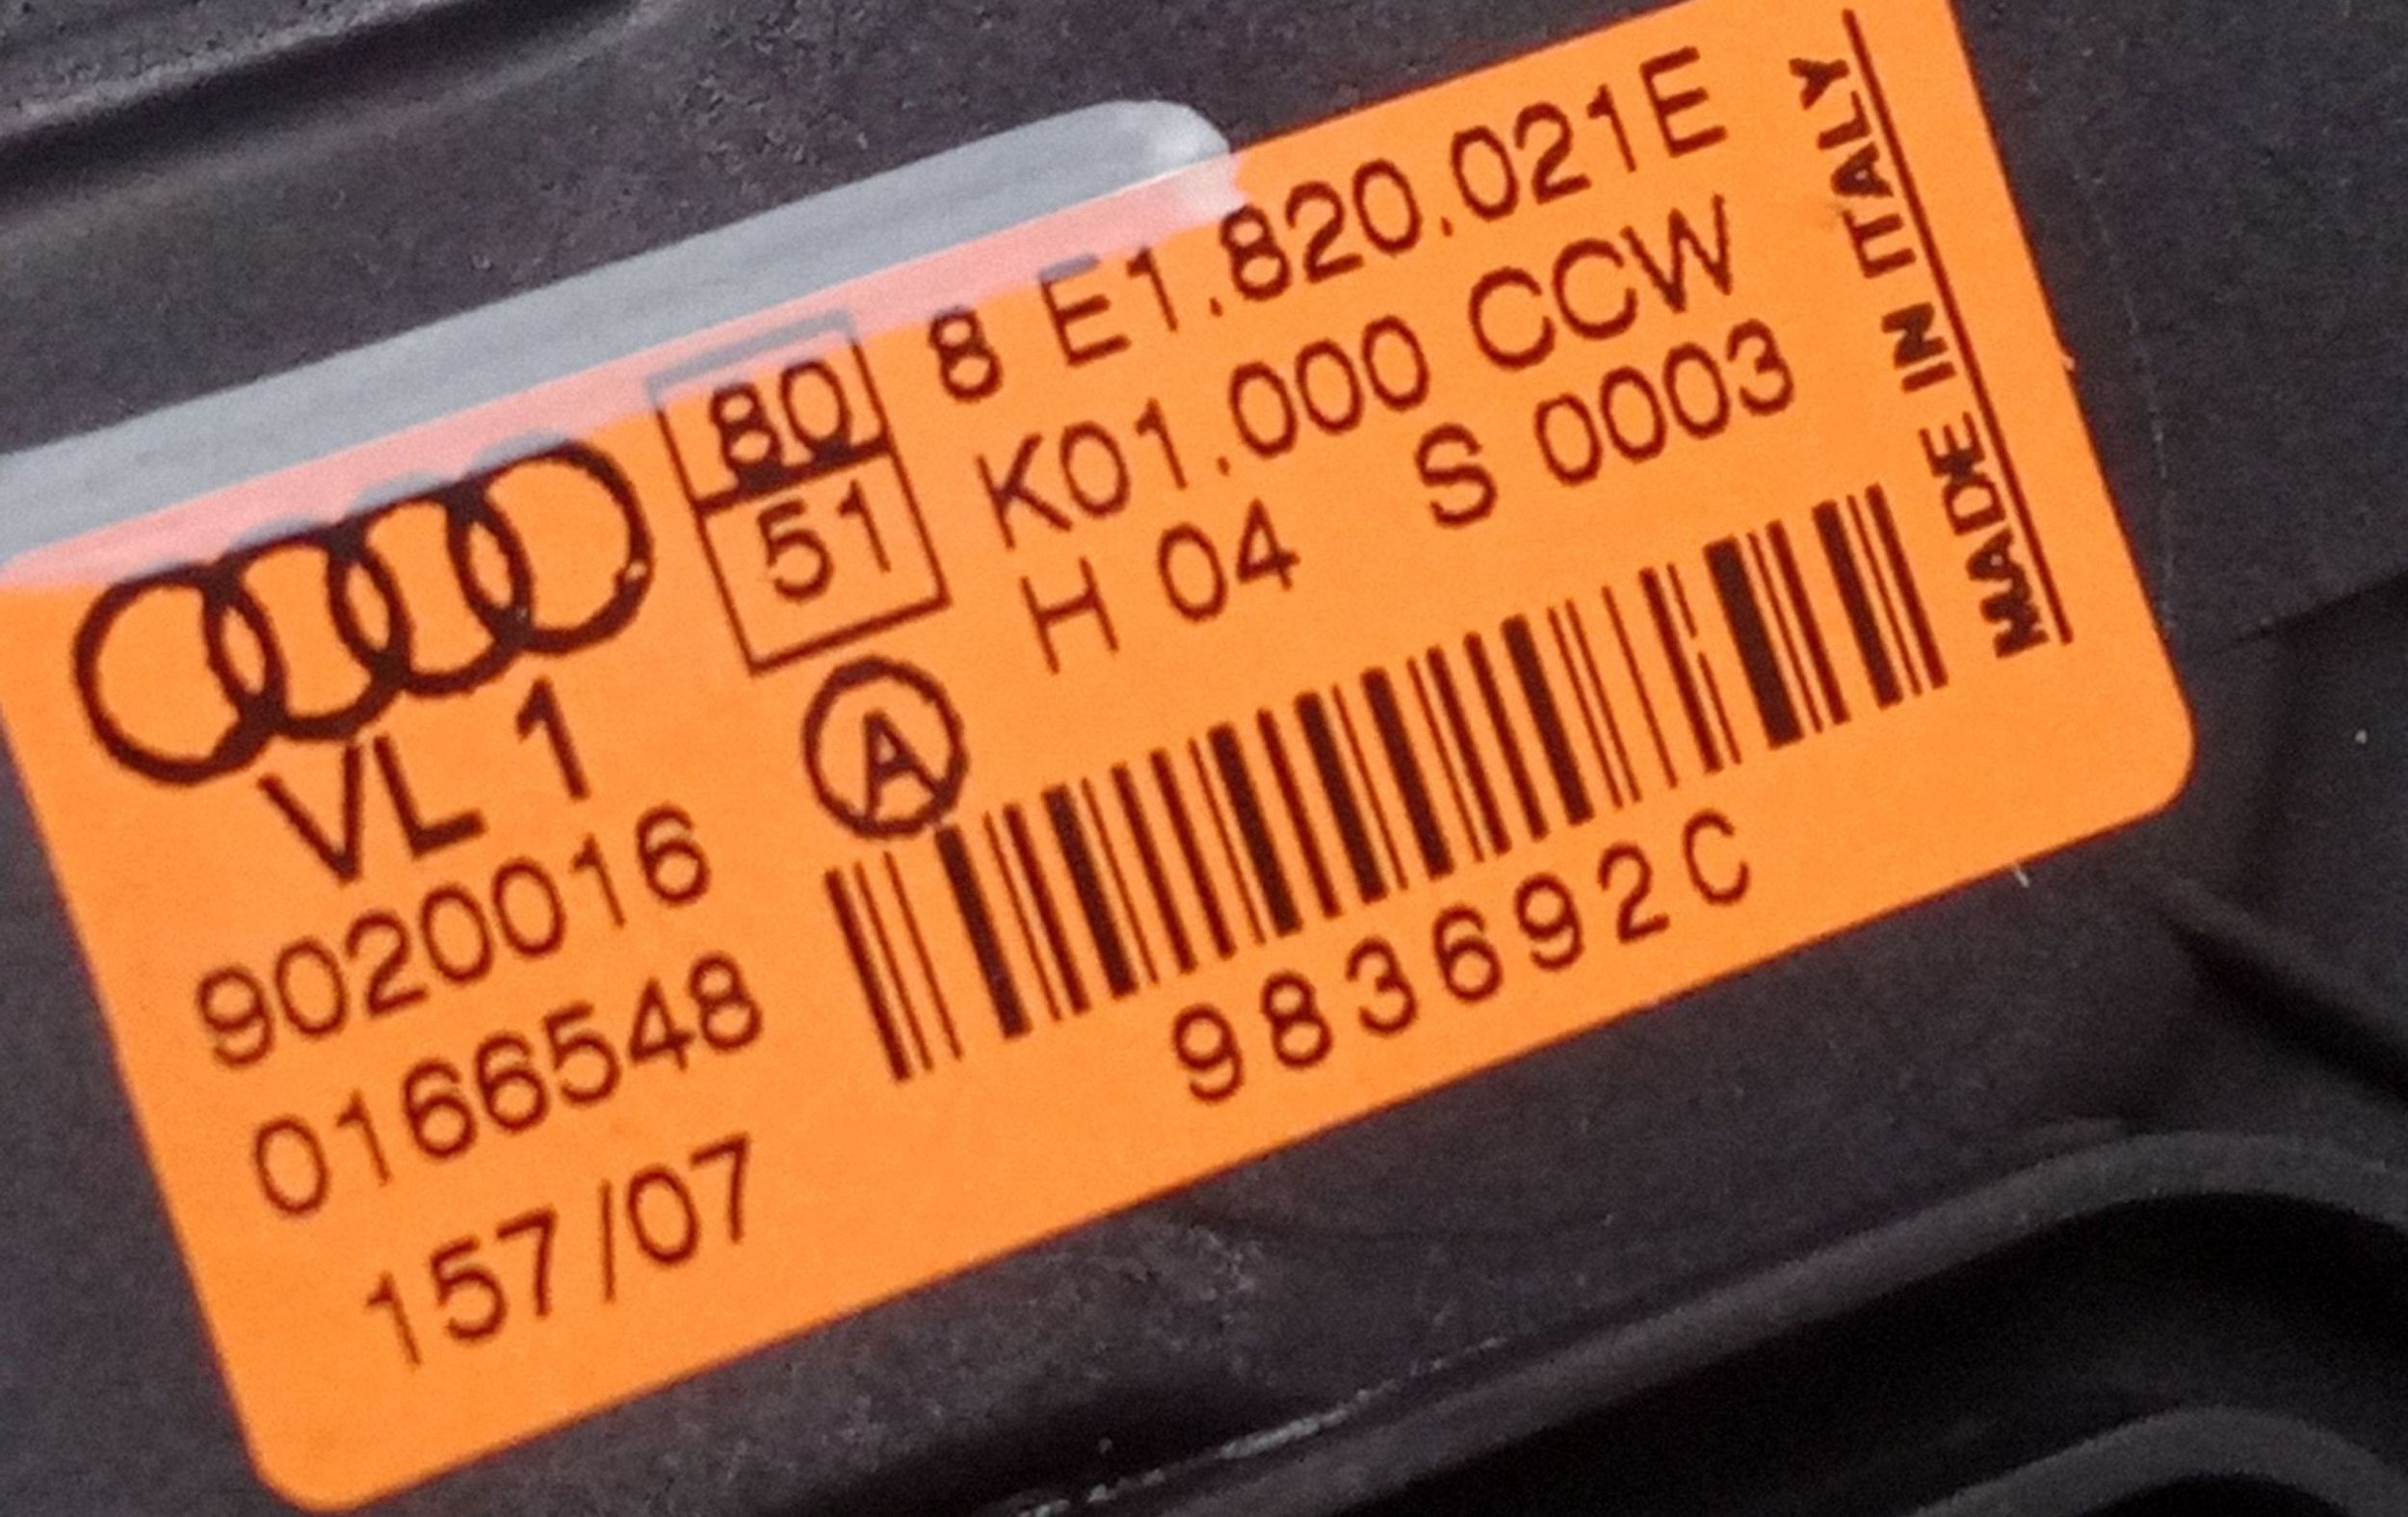 80
51
8 E1.820.021E
K01.000 CCW
H 04 S 0003
MADE IN ITALY
VL 1
A
9020016
0166548
157/07
983692C